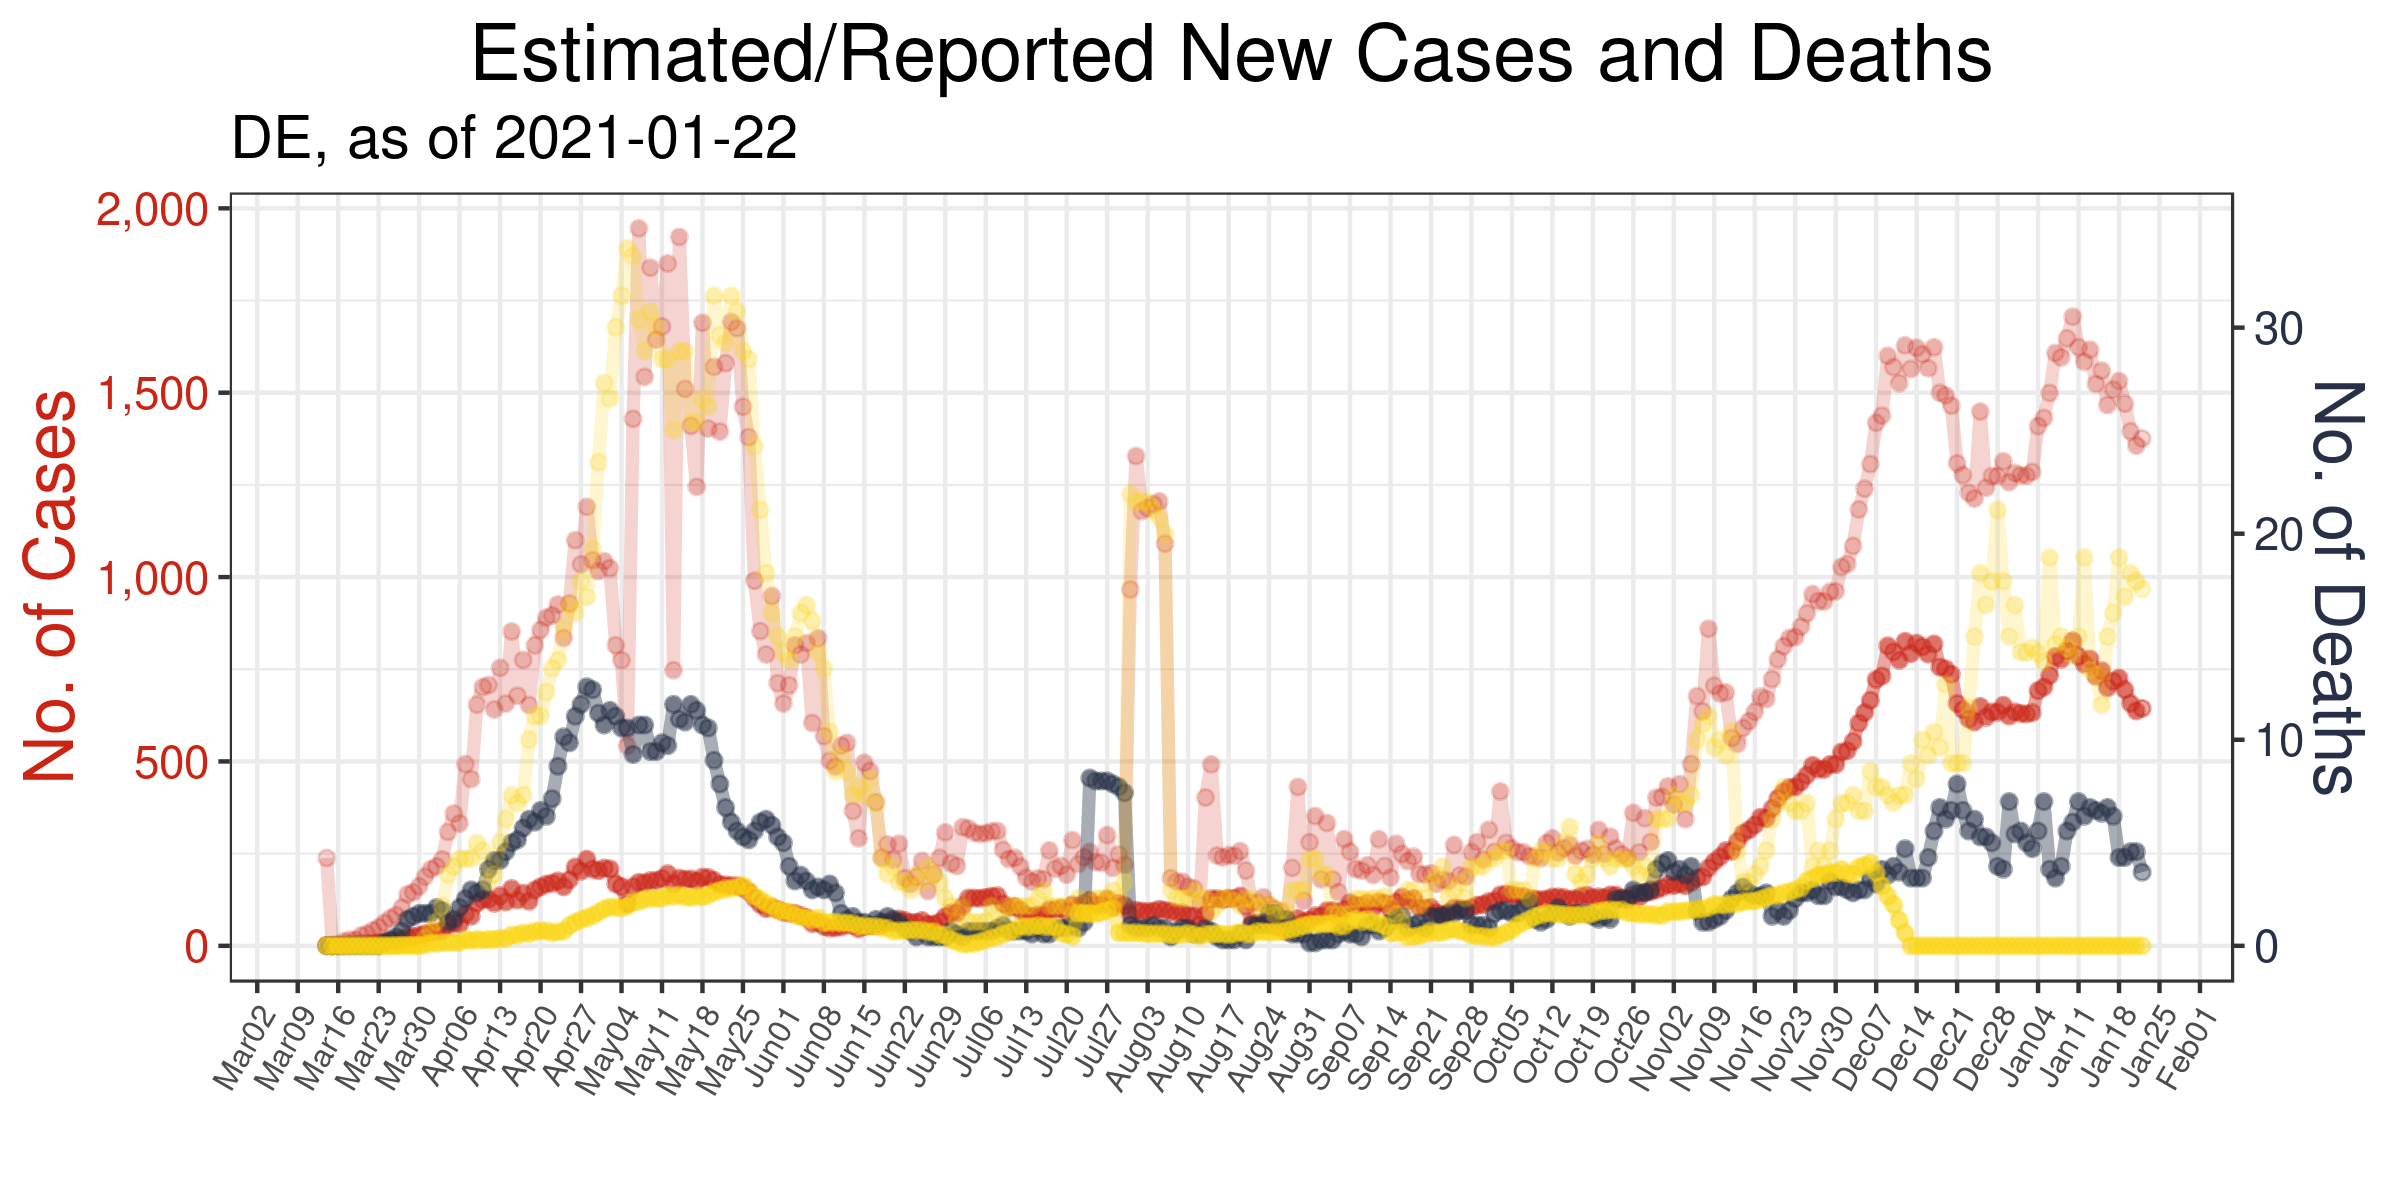 Estimated/Reported New Cases and Deaths
DE, as of 2021-01-22
No. of Cases
2,000
1,500
1,000
500
0
No. of Deaths
30
20
10
0
Mar02
Mar09
Mar16
Mar23
Mar30
Apr06
Apr13
Apr20
Apr27
May04
May11
May18
May25
Jun01
Jun08
Jun15
Jun22
Jun29
Jul06
Jul13
Jul20
Jul27
Aug03
Aug10
Aug17
Aug24
Aug31
Sep07
Sep14
Sep21
Sep28
Oct05
Oct12
Oct19
Oct26
Nov02
Nov09
Nov16
Nov23
Nov30
Dec07
Dec14
Dec21
Dec28
Jan04
Jan11
Jan18
Jan25
Feb01